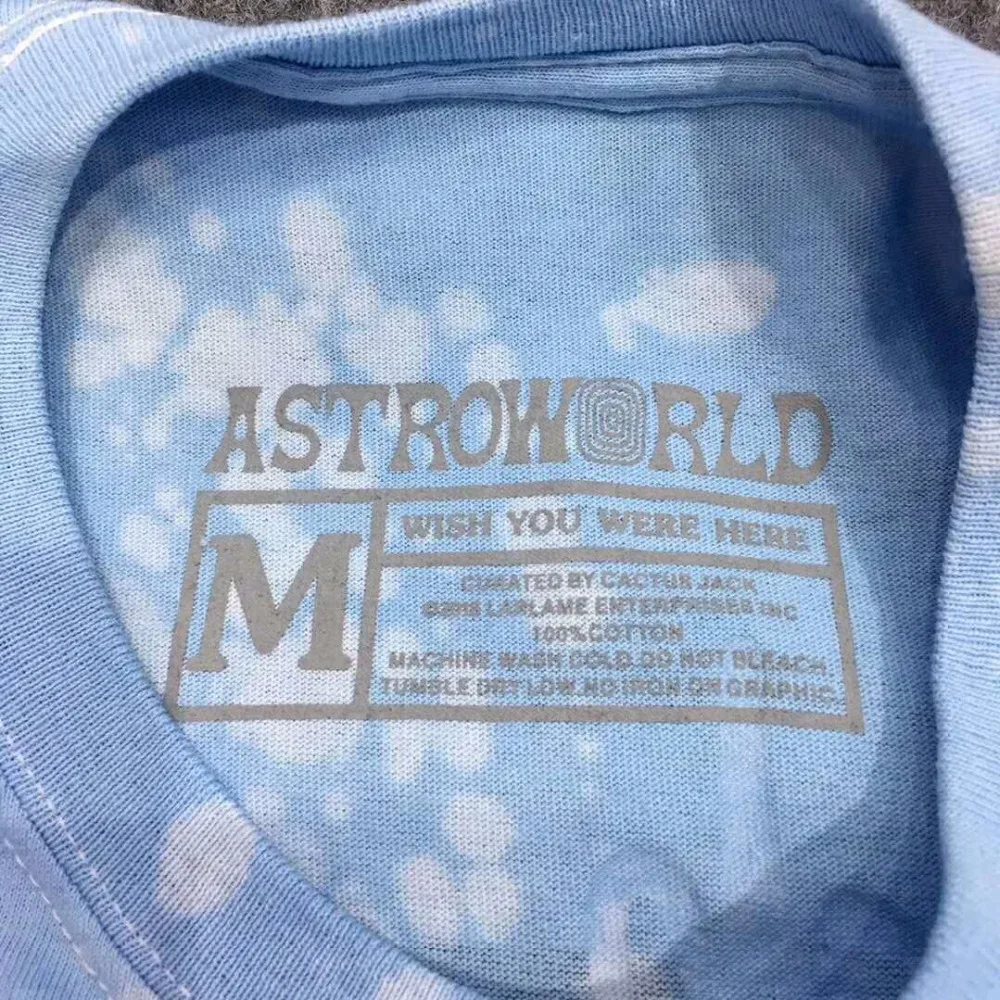 ASTROWORLD
M
WISH YOU WERE HERE
CURATED BY CACTUS JACK
©2018 LAFLAME ENTERPRISES INC
100% COTTON
MACHINE WASH COLD. DO NOT BLEACH.
TUMBLE DRY LOW. NO IRON ON GRAPHIC.